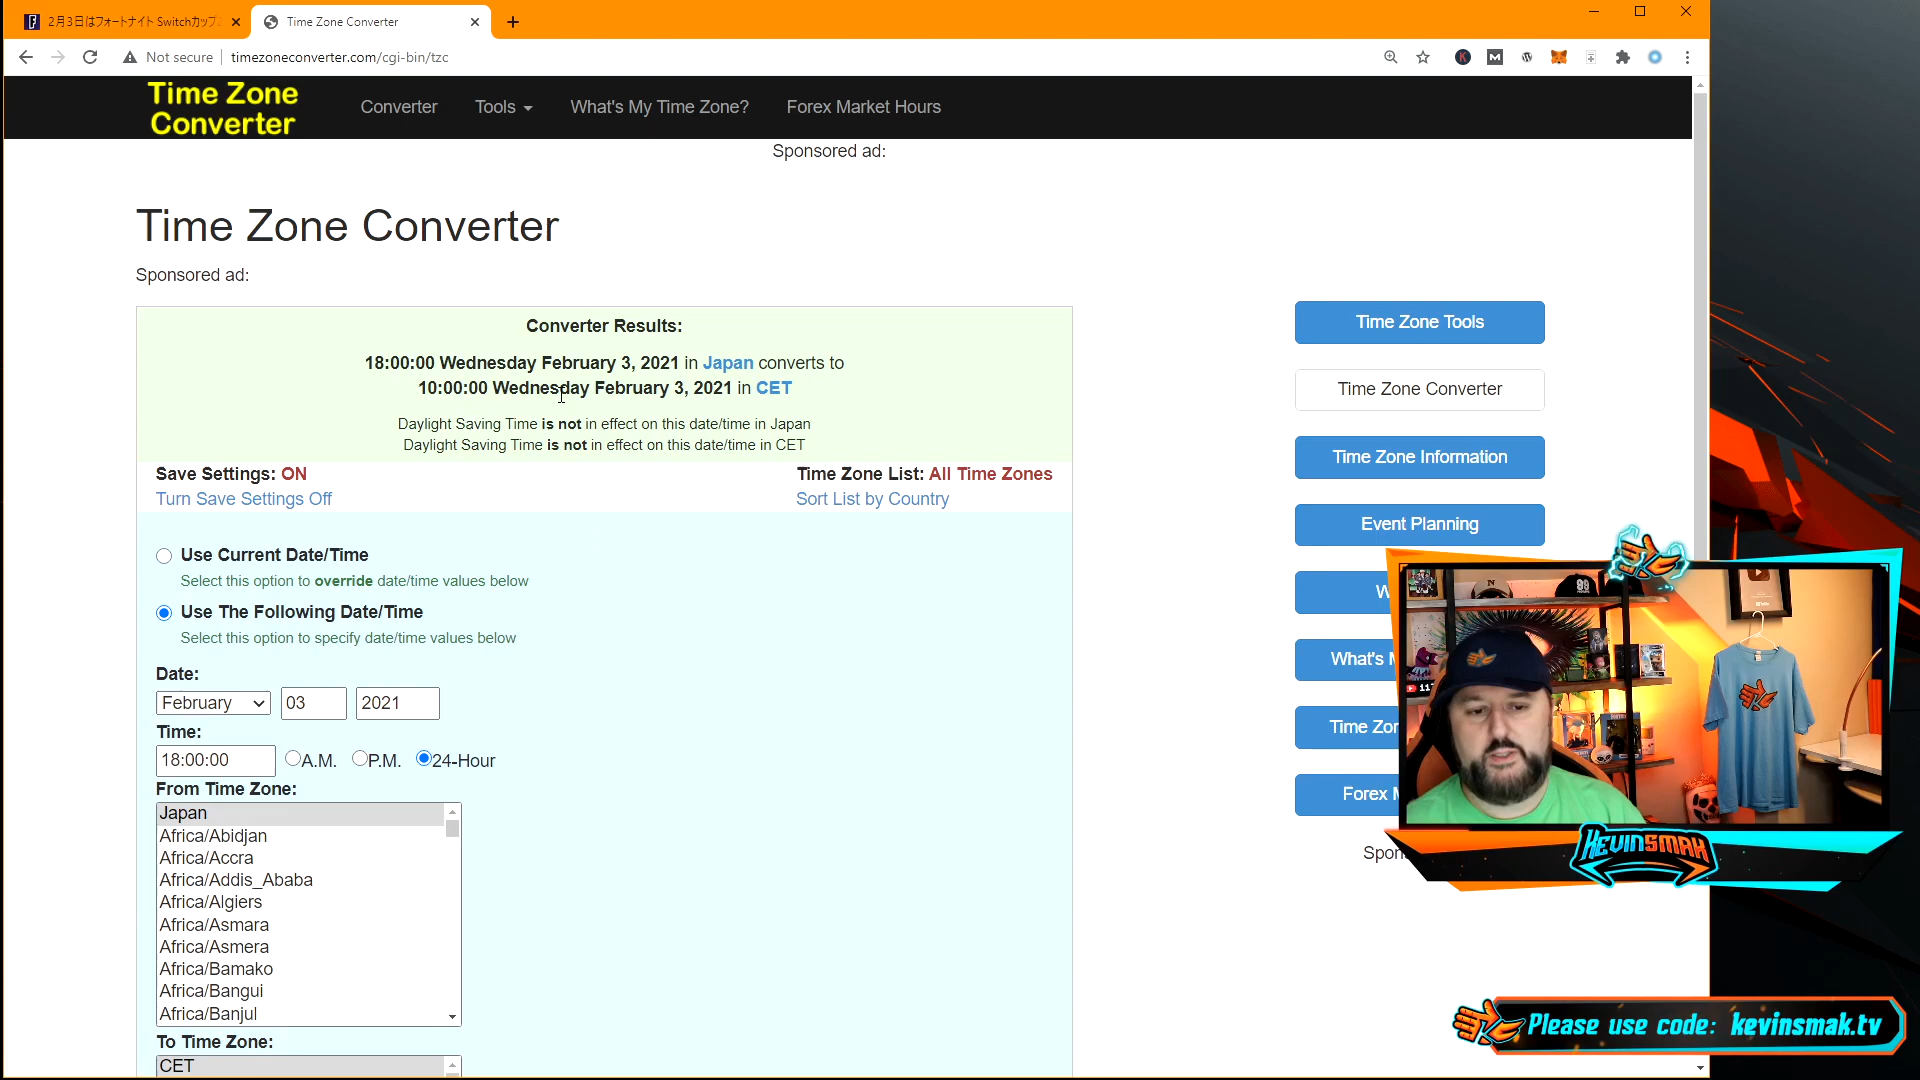 2月3日はフォートナイト Switchカップ
Time Zone Converter
Not secure
timezoneconverter.com/cgi-bin/tzc
Time Zone
Converter
Converter
Tools
What's My Time Zone?
Forex Market Hours
Sponsored ad:
Time Zone Converter
Sponsored ad:
Converter Results:
18:00:00 Wednesday February 3, 2021 in Japan converts to
10:00:00 Wednesday February 3, 2021 in CET
Daylight Saving Time is not in effect on this date/time in Japan
Daylight Saving Time is not in effect on this date/time in CET
Save Settings: ON
Turn Save Settings Off
Time Zone List: All Time Zones
Sort List by Country
Use Current Date/Time
Select this option to override date/time values below
Use The Following Date/Time
Select this option to specify date/time values below
Date:
February
03
2021
Time:
18:00:00
A.M.
P.M.
24-Hour
From Time Zone:
Japan
Africa/Abidjan
Africa/Accra
Africa/Addis_Ababa
Africa/Algiers
Africa/Asmara
Africa/Asmera
Africa/Bamako
Africa/Bangui
Africa/Banjul
To Time Zone:
CET
Time Zone Tools
Time Zone Converter
Time Zone Information
Event Planning
W
What's
Time Zon
Forex
Spon
KEVINSMAK
Please use code: kevinsmak.tv